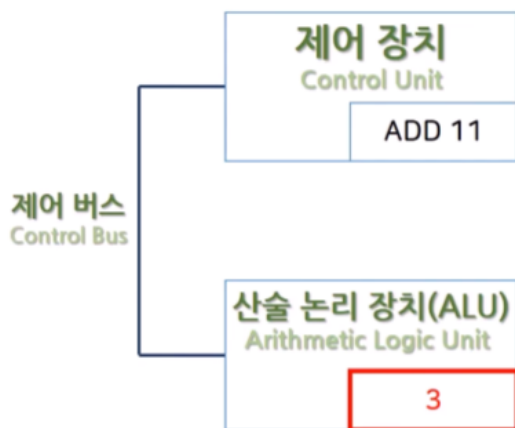 제어 장치
Control Unit
ADD 11
제어 버스
Control Bus
산술 논리 장치(ALU)
Arithmetic Logic Unit
3